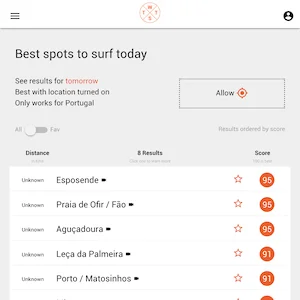 Best spots to surf today
See results for tomorrow
Best with location turned on
Only works for Portugal
Allow
All Fav
Results ordered by score
Distance 8 Results Score
Unknown Esposende 95
Unknown Praia de Ofir / Fão 95
Unknown Aguçadoura 95
Unknown Leça da Palmeira 91
Unknown Porto / Matosinhos 91